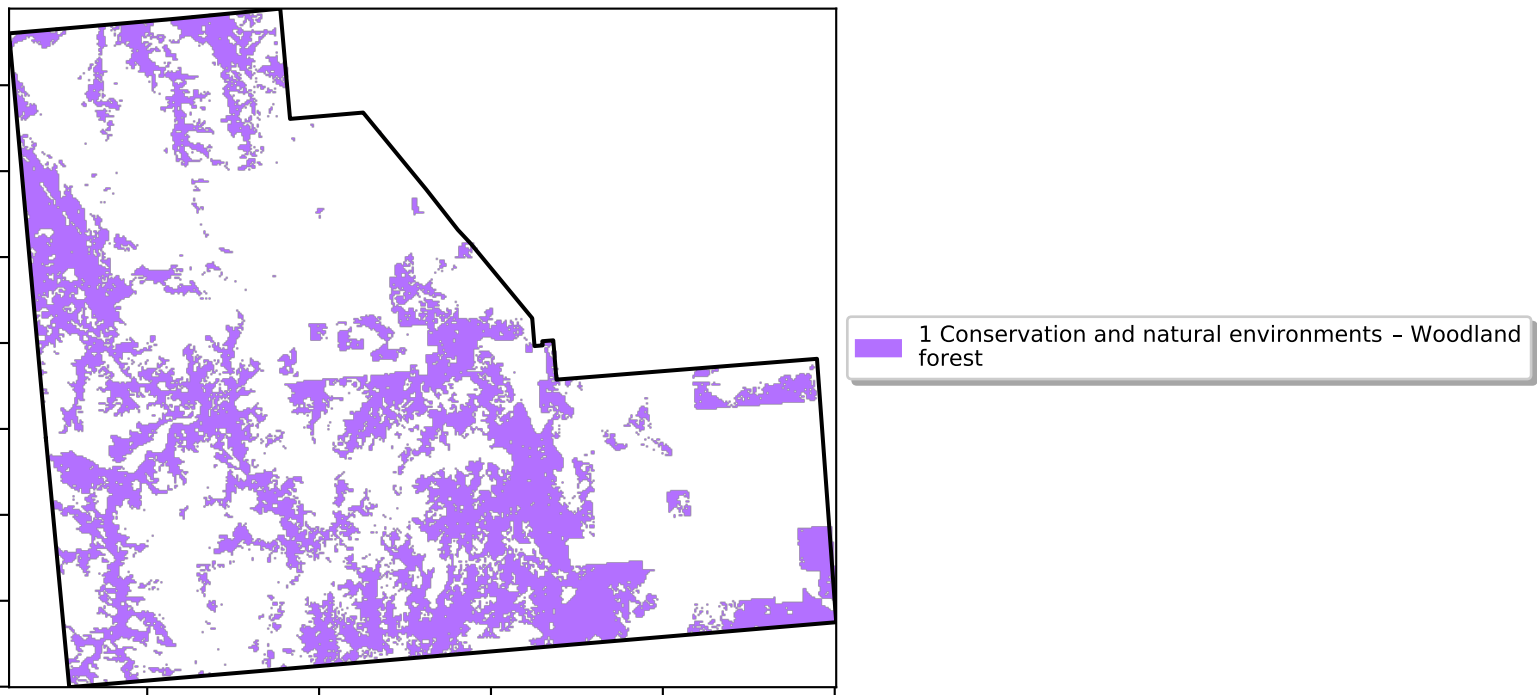 1 Conservation and natural environments – Woodland
forest